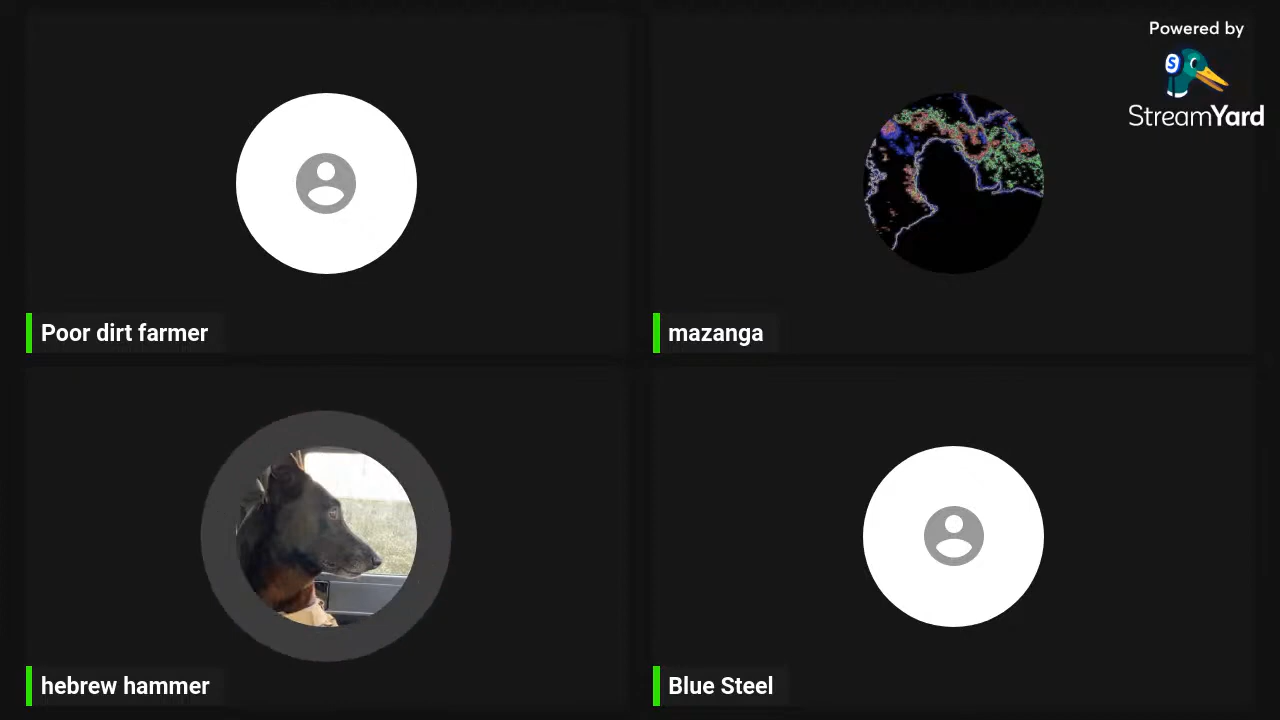 Powered by
S
StreamYard
Poor dirt farmer
mazanga
hebrew hammer
Blue Steel